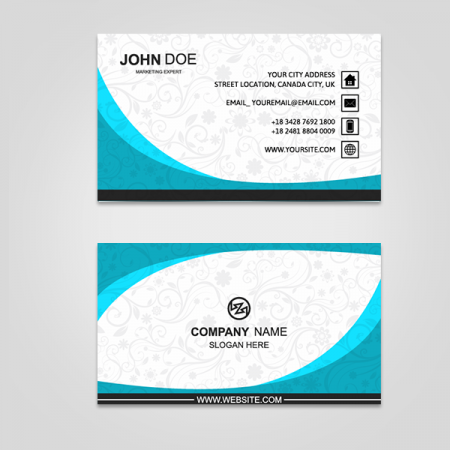 JOHN DOE
MARKETING EXPERT
YOUR CITY ADDRESS
STREET LOCATION, CANADA CITY, UK
EMAIL_ YOUREMAIL@EMAIL.COM
+18 3428 7692 1800
+18 2481 8804 0009
WWW.YOURSITE.COM
COMPANY NAME
SLOGAN HERE
WWW.WEBSITE.COM